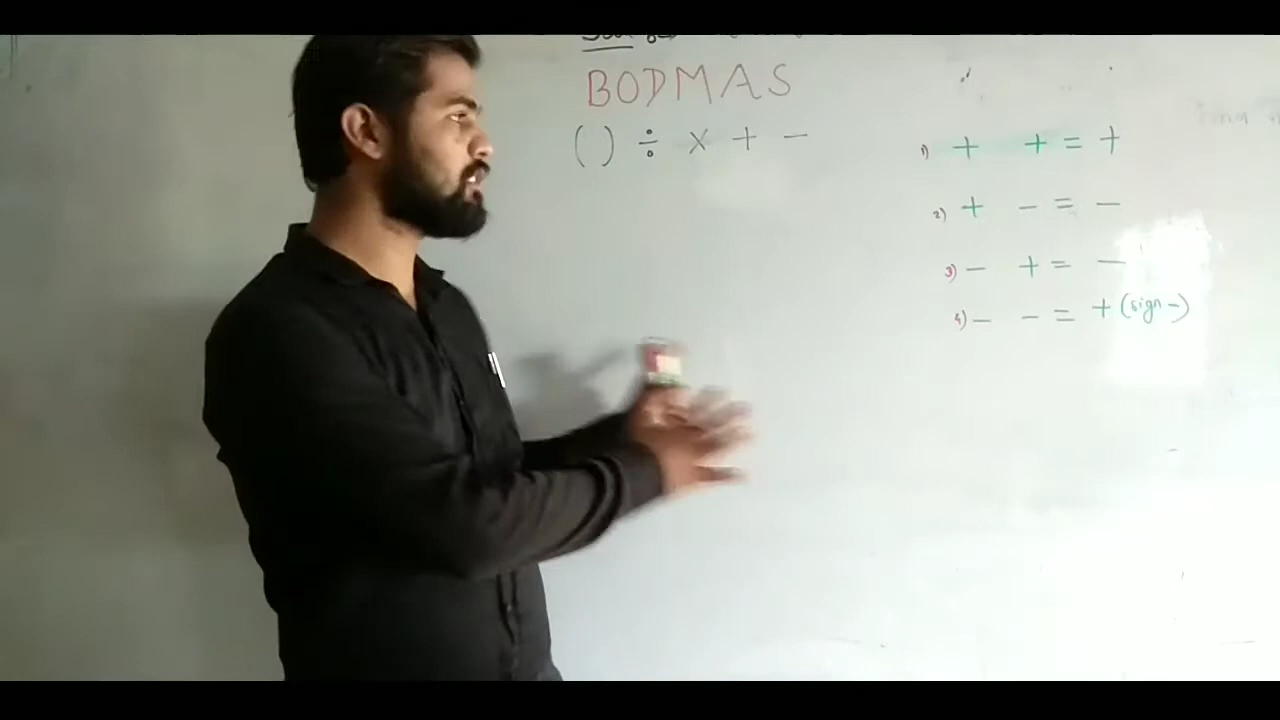 BODMAS
( ) ÷ × + -
1) + + = +
2) + - = -
3) - + = -
4) - - = + (sign -)